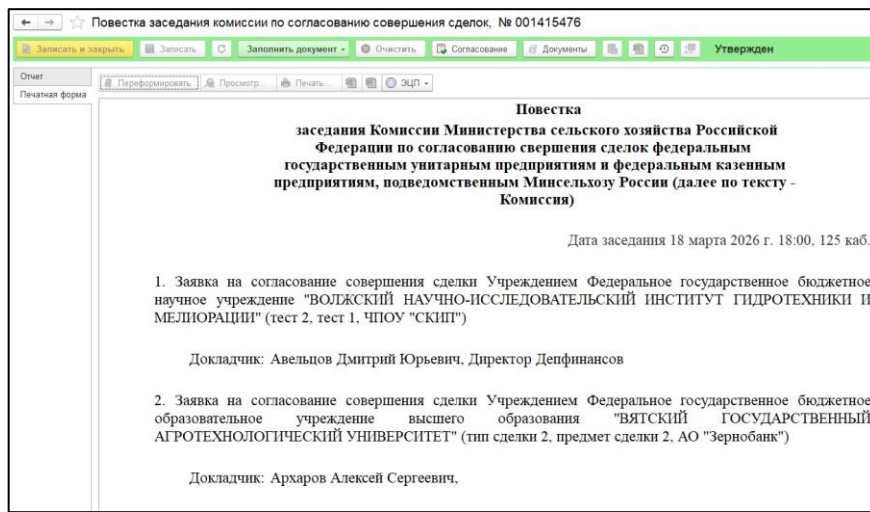 Повестка заседания комиссии по согласованию совершения сделок, № 001415476
Записать и закрыть Записать Заполнить документ Очистить Согласование Документы Утвержден
Отчет
Печатная форма
Переформировать Просмотр... Печать... ЭЦП
Повестка
заседания Комиссии Министерства сельского хозяйства Российской
Федерации по согласованию свершения сделок федеральным
государственным унитарным предприятиям и федеральным казенным
предприятиям, подведомственным Минсельхозу России (далее по тексту -
Комиссия)
Дата заседания 18 марта 2026 г. 18:00, 125 каб.
1. Заявка на согласование совершения сделки Учреждением Федеральное государственное бюджетное
научное учреждение "ВОЛЖСКИЙ НАУЧНО-ИССЛЕДОВАТЕЛЬСКИЙ ИНСТИТУТ ГИДРОТЕХНИКИ И
МЕЛИОРАЦИИ" (тест 2, тест 1, ЧПОУ "СКИП")
Докладчик: Авельцов Дмитрий Юрьевич, Директор Депфинансов
2. Заявка на согласование совершения сделки Учреждением Федеральное государственное бюджетное
образовательное учреждение высшего образования "ВЯТСКИЙ ГОСУДАРСТВЕННЫЙ
АГРОТЕХНОЛОГИЧЕСКИЙ УНИВЕРСИТЕТ" (тип сделки 2, предмет сделки 2, АО "Зернобанк")
Докладчик: Архаров Алексей Сергеевич,